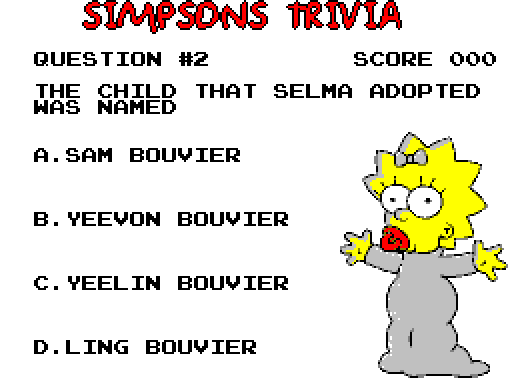 SIMPSONS TRIVIA
QUESTION #2 SCORE 000
THE CHILD THAT SELMA ADOPTED
WAS NAMED
A.SAM BOUVIER
B.YEEVON BOUVIER
C.YEELIN BOUVIER
D.LING BOUVIER